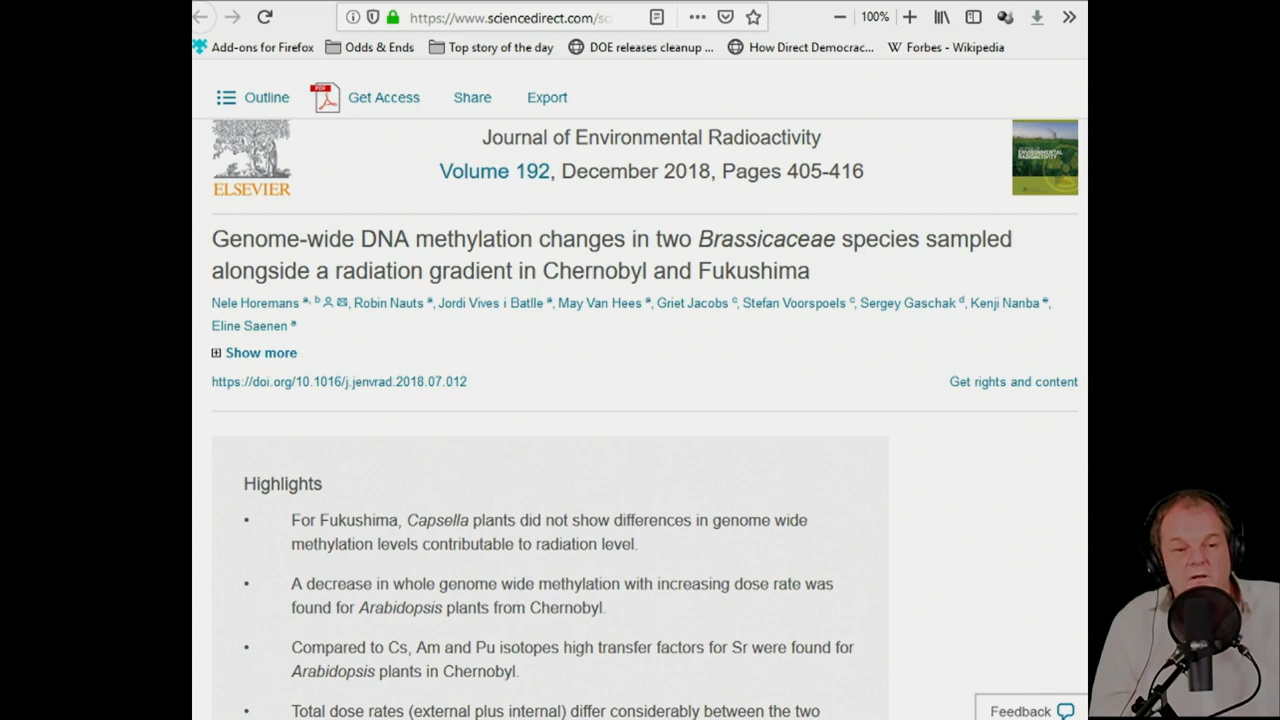 https://www.sciencedirect.com/sc
100%
Add-ons for Firefox
Odds & Ends
Top story of the day
DOE releases cleanup ...
How Direct Democrac...
W Forbes - Wikipedia
Outline
PDF
Get Access
Share
Export
ELSEVIER
Journal of Environmental Radioactivity
Volume 192, December 2018, Pages 405-416
ENVIRONMENTAL
RADIOACTIVITY
Genome-wide DNA methylation changes in two Brassicaceae species sampled
alongside a radiation gradient in Chernobyl and Fukushima
Nele Horemans a, b, Robin Nauts a, Jordi Vives i Batlle a, May Van Hees a, Griet Jacobs c, Stefan Voorspoels c, Sergey Gaschak d, Kenji Nanba e,
Eline Saenen a
Show more
https://doi.org/10.1016/j.jenvrad.2018.07.012
Get rights and content
Highlights
• For Fukushima, Capsella plants did not show differences in genome wide
methylation levels contributable to radiation level.
• A decrease in whole genome wide methylation with increasing dose rate was
found for Arabidopsis plants from Chernobyl.
• Compared to Cs, Am and Pu isotopes high transfer factors for Sr were found for
Arabidopsis plants in Chernobyl.
• Total dose rates (external plus internal) differ considerably between the two
Feedback